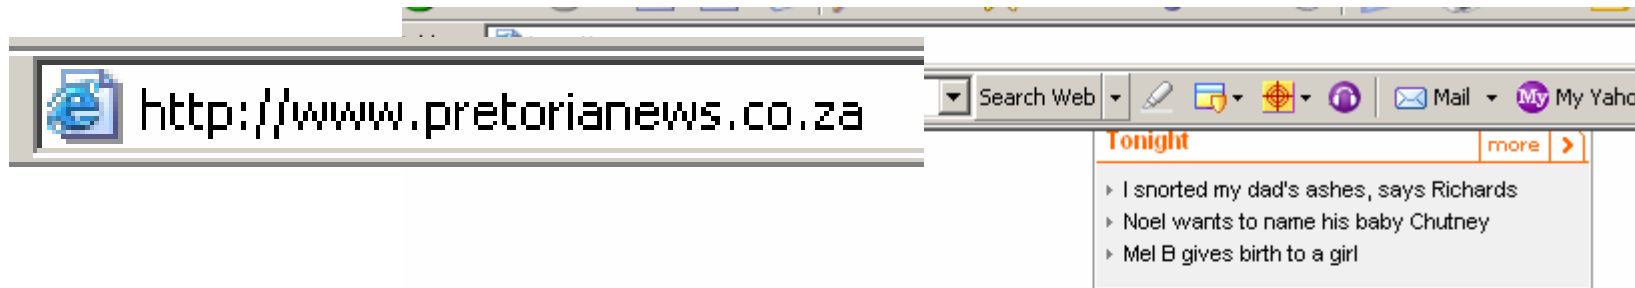 http://www.pretorianews.co.za
Search Web
Mail
My Yaho
Tonight
more
I snorted my dad's ashes, says Richards
Noel wants to name his baby Chutney
Mel B gives birth to a girl